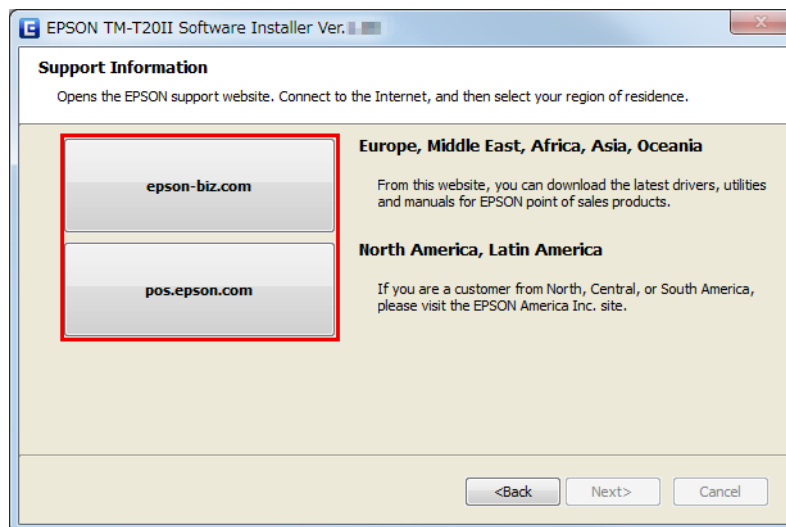 EPSON TM-T20II Software Installer Ver.
Support Information
Opens the EPSON support website. Connect to the Internet, and then select your region of residence.
epson-biz.com
Europe, Middle East, Africa, Asia, Oceania
From this website, you can download the latest drivers, utilities
and manuals for EPSON point of sales products.
pos.epson.com
North America, Latin America
If you are a customer from North, Central, or South America,
please visit the EPSON America Inc. site.
<Back
Next>
Cancel